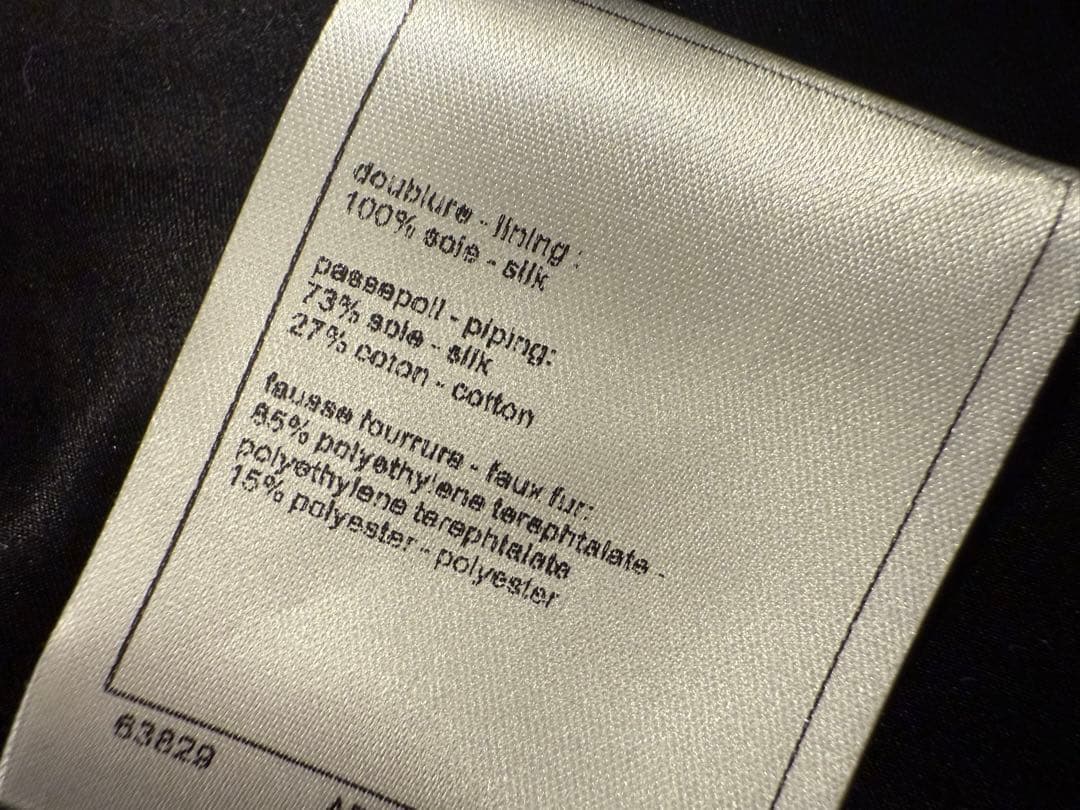 doublure - lining :
100% soie - silk
passepoil - piping:
73% soie - silk
27% coton - cotton
fausse fourrure - faux fur:
85% polyethylene terephtalate -
polyethylene terephtalate
15% polyester - polyester
63829